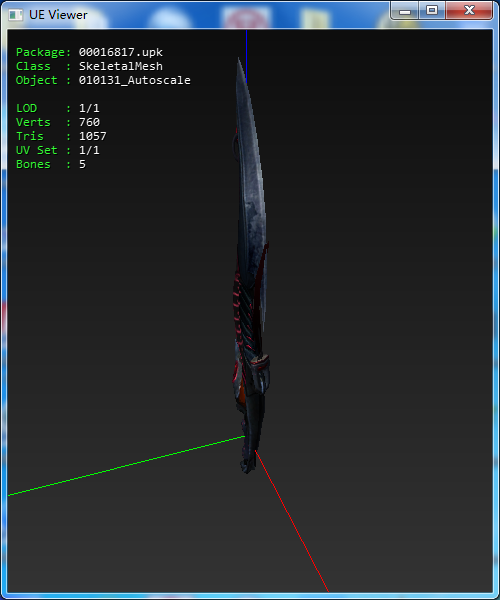 UE Viewer
Package: 00016817.upk
Class : SkeletalMesh
Object : 010131_Autoscale
LOD : 1/1
Verts : 760
Tris : 1057
UV Set : 1/1
Bones : 5